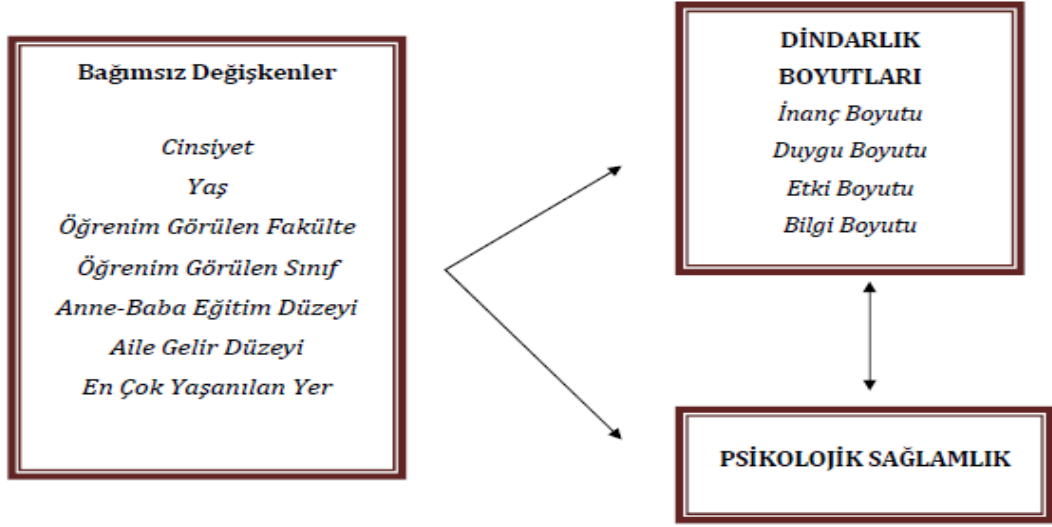 Bağımsız Değişkenler
Cinsiyet
Yaş
Öğrenim Görülen Fakülte
Öğrenim Görülen Sınıf
Anne-Baba Eğitim Düzeyi
Aile Gelir Düzeyi
En Çok Yaşanılan Yer
DİNDARLIK
BOYUTLARI
İnanç Boyutu
Duygu Boyutu
Etki Boyutu
Bilgi Boyutu
PSİKOLOJİK SAĞLAMLIK